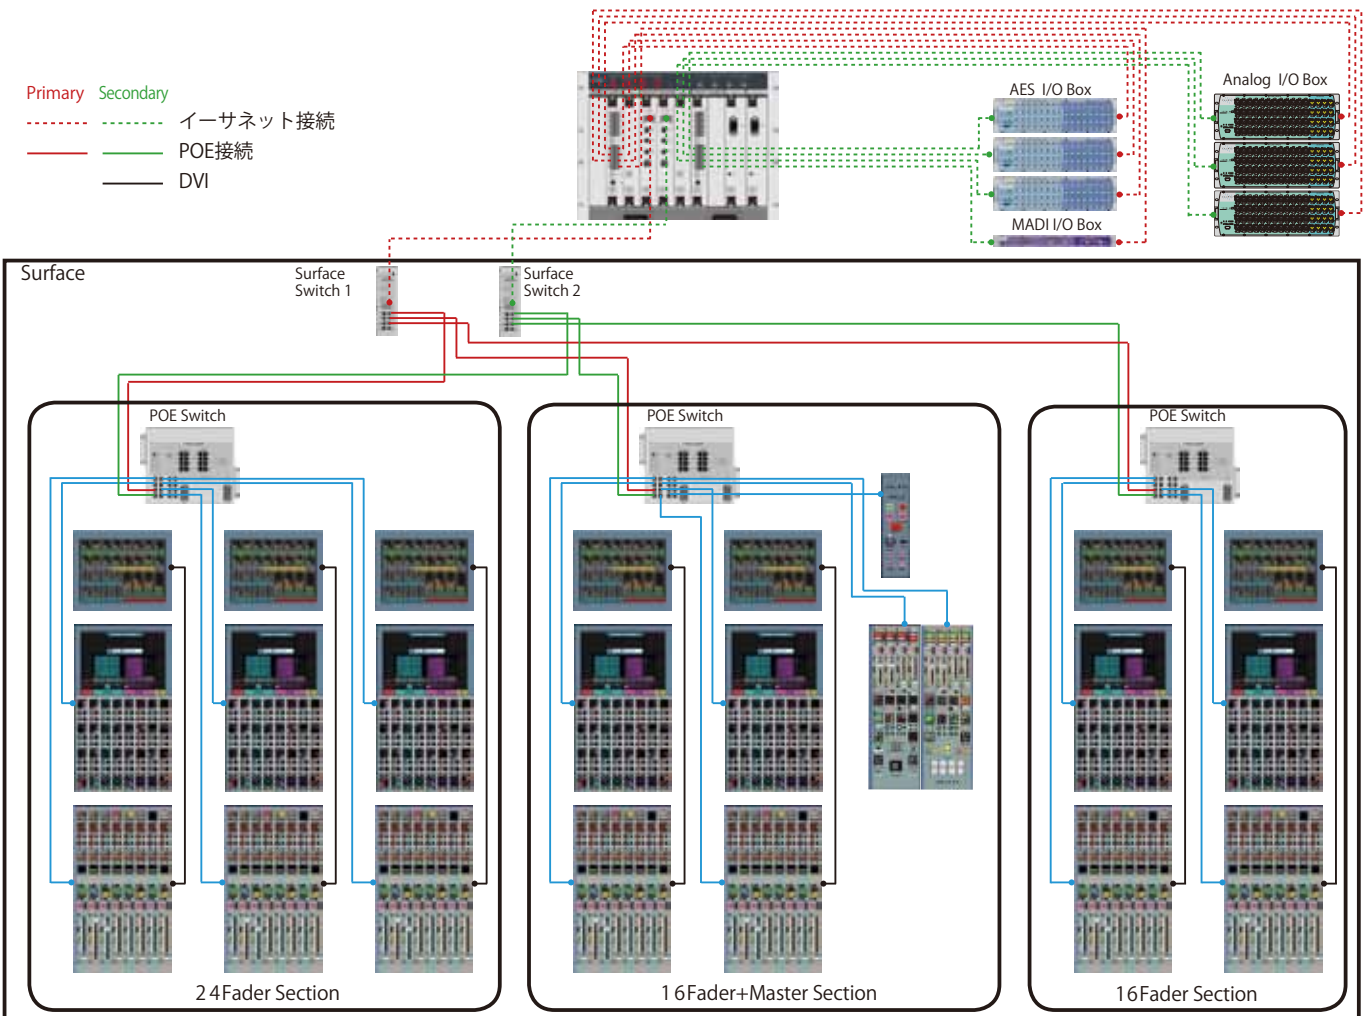 Primary Secondary
イーサネット接続
POE接続
DVI
AES I/O Box
MADI I/O Box
Analog I/O Box
Surface
Surface
Switch 1
Surface
Switch 2
POE Switch
POE Switch
POE Switch
24Fader Section
16Fader+Master Section
16Fader Section